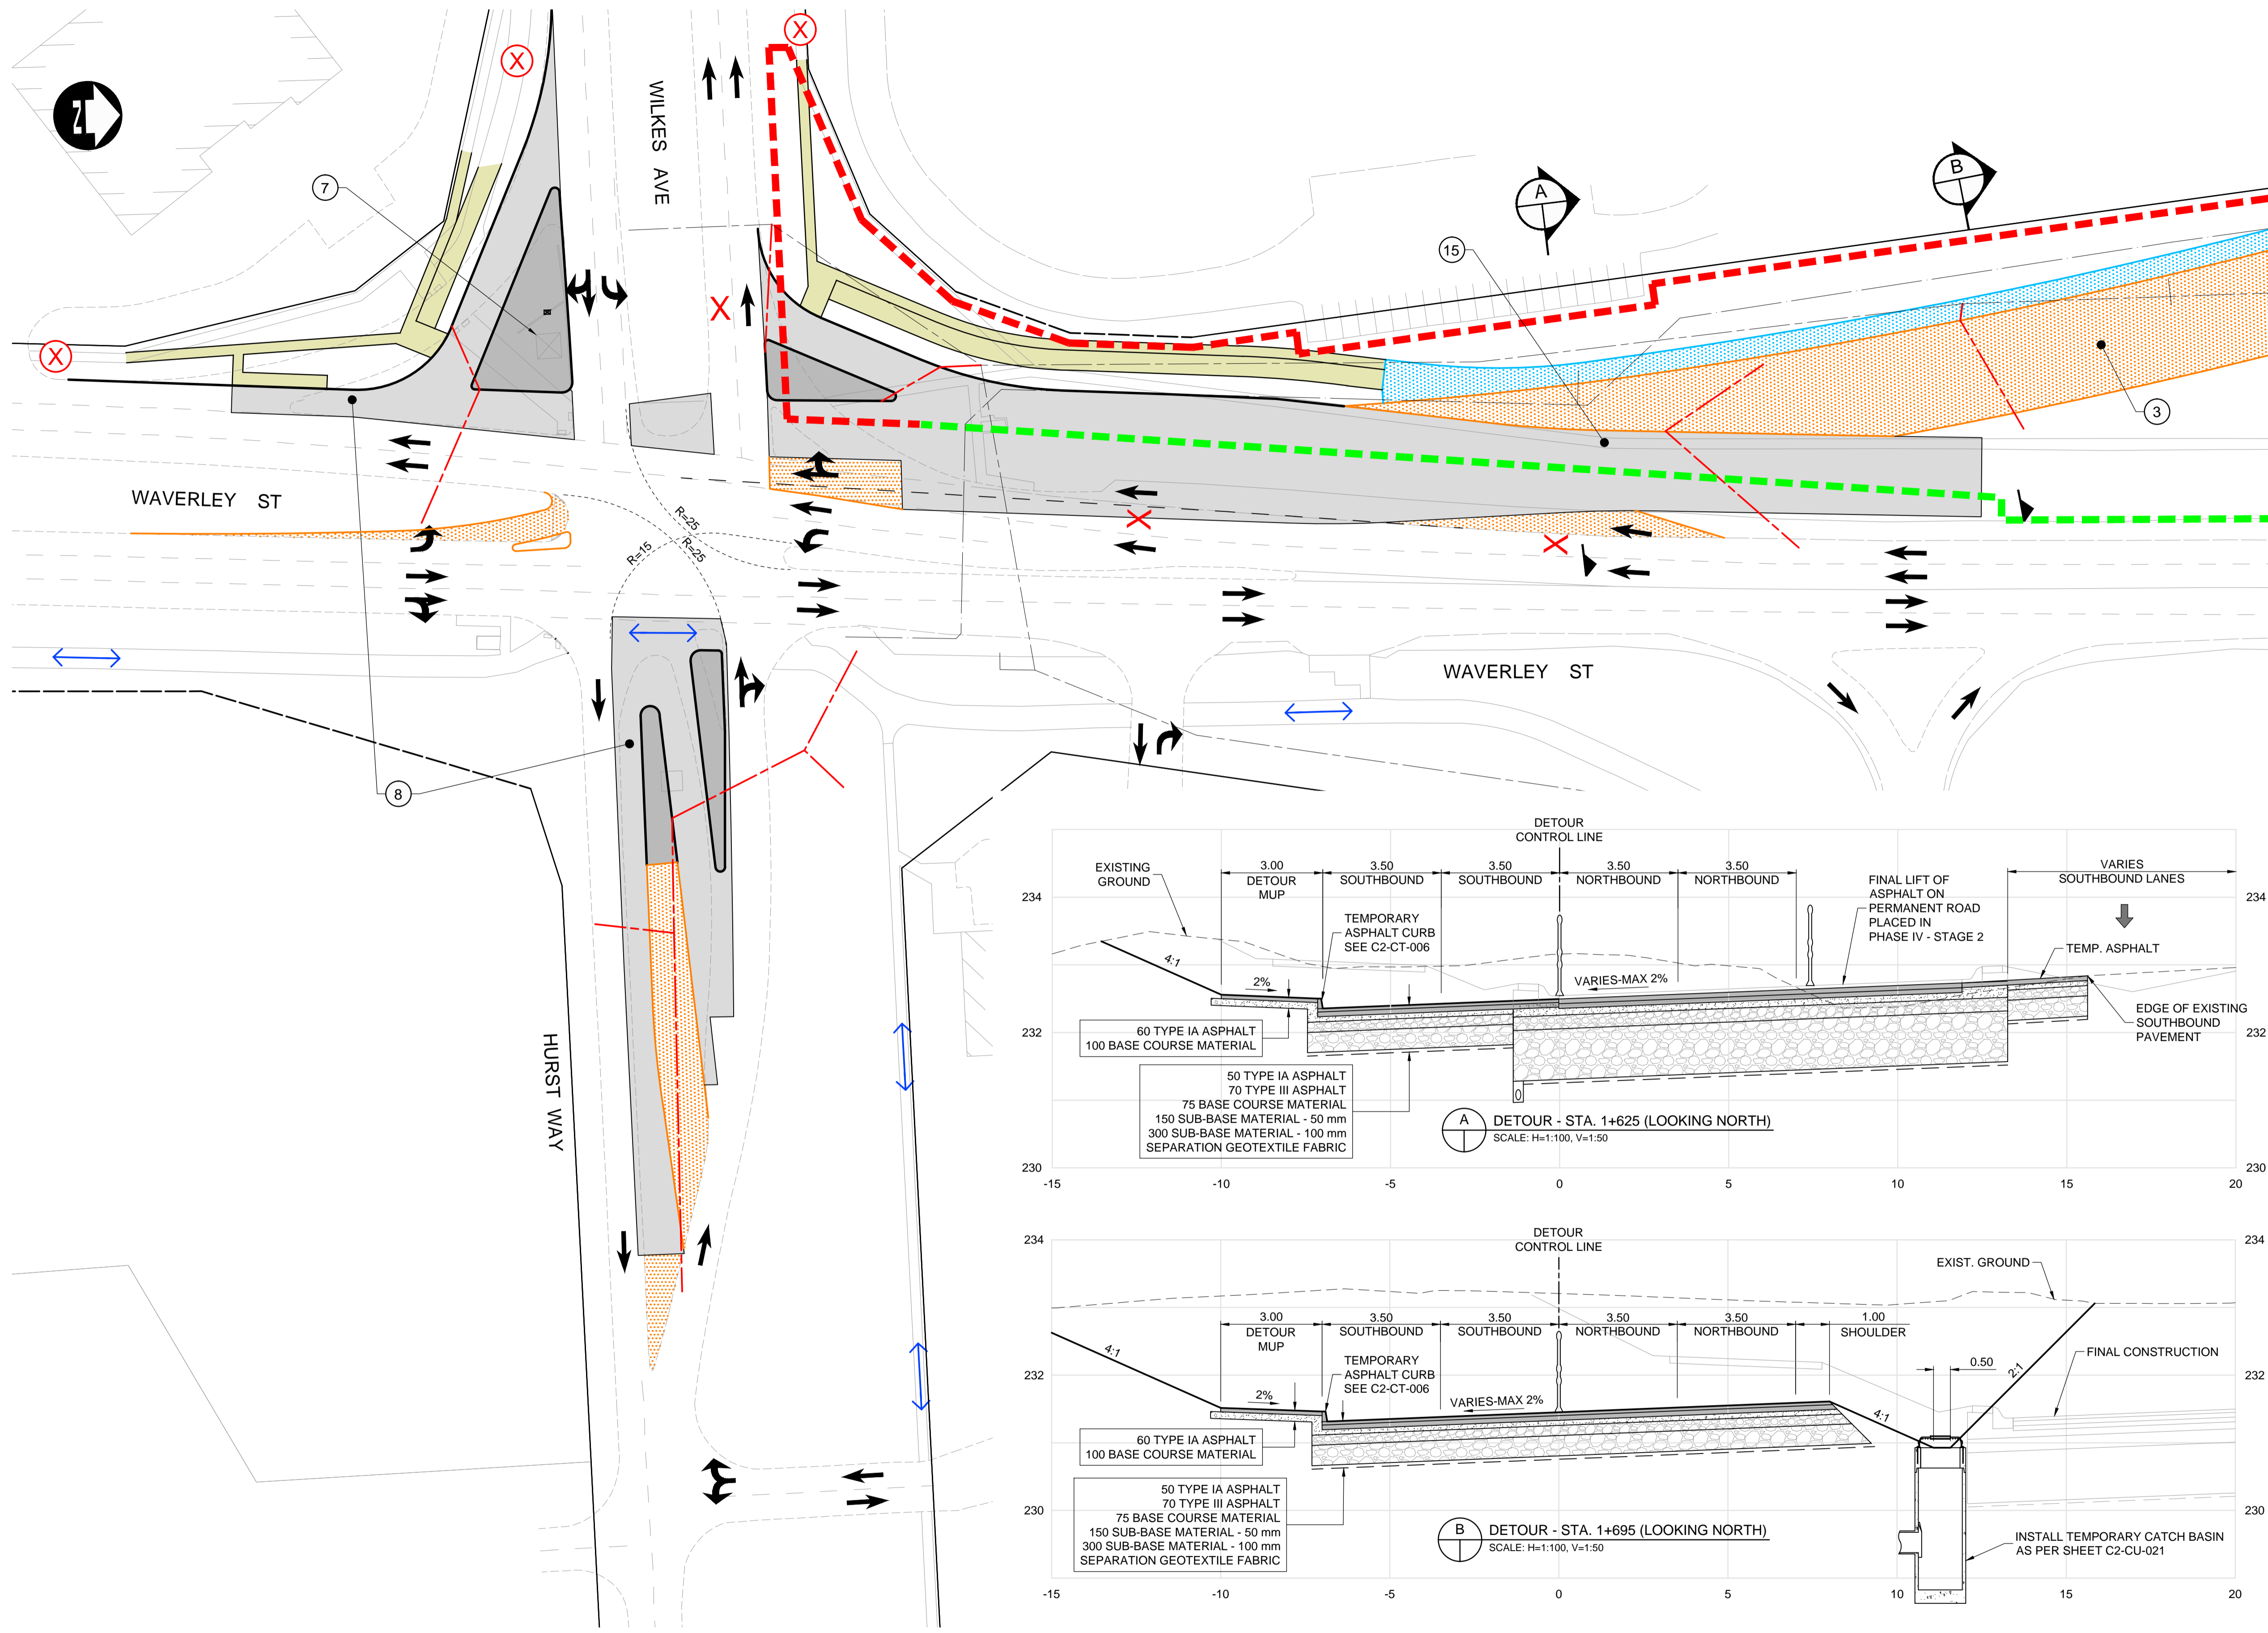 X
X
N
WILKES AVE
7
A
B
15
3
X
X
WAVERLEY ST
R=25
R=15
R=25
X
X
WAVERLEY ST
8
HURST WAY
DETOUR
CONTROL LINE
EXISTING
GROUND
3.00
DETOUR
MUP
3.50
SOUTHBOUND
3.50
SOUTHBOUND
3.50
NORTHBOUND
3.50
NORTHBOUND
VARIES
SOUTHBOUND LANES
FINAL LIFT OF
ASPHALT ON
PERMANENT ROAD
PLACED IN
PHASE IV - STAGE 2
TEMPORARY
ASPHALT CURB
SEE C2-CT-006
TEMP. ASPHALT
4:1
2%
VARIES-MAX 2%
EDGE OF EXISTING
SOUTHBOUND
PAVEMENT
60 TYPE IA ASPHALT
100 BASE COURSE MATERIAL
50 TYPE IA ASPHALT
70 TYPE III ASPHALT
75 BASE COURSE MATERIAL
150 SUB-BASE MATERIAL - 50 mm
300 SUB-BASE MATERIAL - 100 mm
SEPARATION GEOTEXTILE FABRIC
A
DETOUR - STA. 1+625 (LOOKING NORTH)
SCALE: H=1:100, V=1:50
234
232
230
234
232
230
-15
-10
-5
0
5
10
15
20
DETOUR
CONTROL LINE
EXIST. GROUND
3.00
DETOUR
MUP
3.50
SOUTHBOUND
3.50
SOUTHBOUND
3.50
NORTHBOUND
3.50
NORTHBOUND
1.00
SHOULDER
TEMPORARY
ASPHALT CURB
SEE C2-CT-006
4:1
2%
VARIES-MAX 2%
4:1
0.50
2:1
FINAL CONSTRUCTION
60 TYPE IA ASPHALT
100 BASE COURSE MATERIAL
50 TYPE IA ASPHALT
70 TYPE III ASPHALT
75 BASE COURSE MATERIAL
150 SUB-BASE MATERIAL - 50 mm
300 SUB-BASE MATERIAL - 100 mm
SEPARATION GEOTEXTILE FABRIC
B
DETOUR - STA. 1+695 (LOOKING NORTH)
SCALE: H=1:100, V=1:50
INSTALL TEMPORARY CATCH BASIN
AS PER SHEET C2-CU-021
234
232
230
234
232
230
-15
-10
-5
0
5
10
15
20